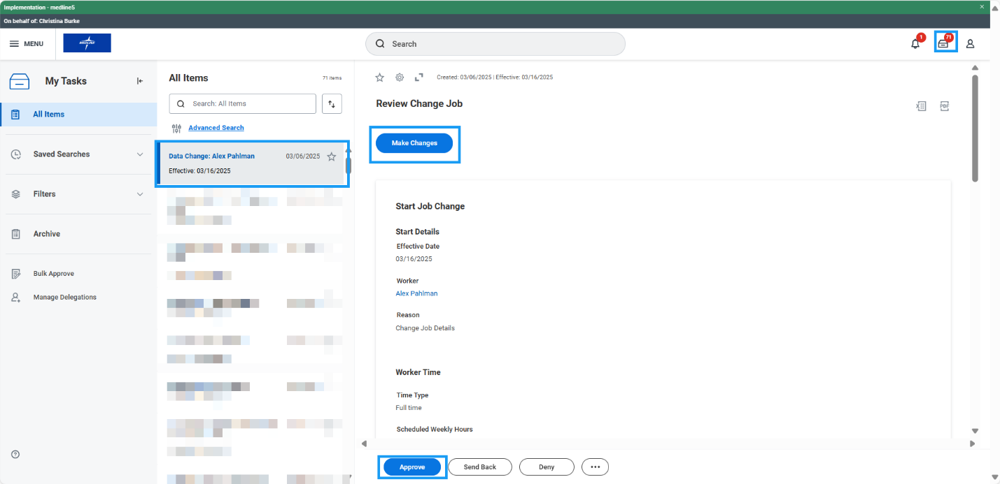 Implementation - medline5
On behalf of: Christina Burke
MENU
MEDLINE
Search
1
71
My Tasks
All Items
Saved Searches
Filters
Archive
Bulk Approve
Manage Delegations
All Items
71 items
Search: All Items
Advanced Search
Data Change: Alex Pahlman 03/06/2025
Effective: 03/16/2025
Created: 03/06/2025 | Effective: 03/16/2025
Review Change Job
PDF
Make Changes
Start Job Change
Start Details
Effective Date
03/16/2025
Worker
Alex Pahlman
Reason
Change Job Details
Worker Time
Time Type
Full time
Scheduled Weekly Hours
Approve
Send Back
Deny